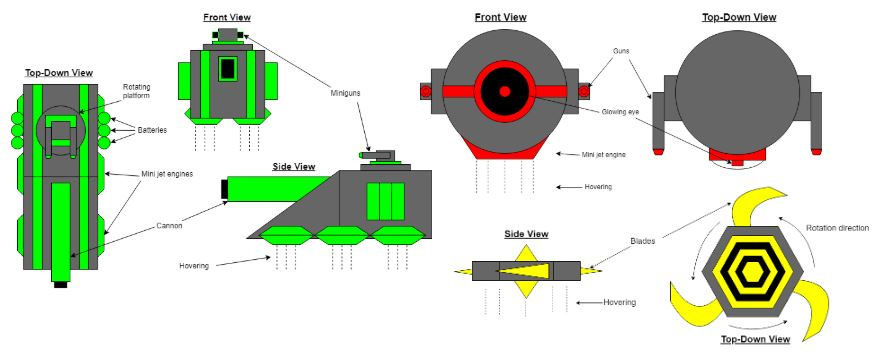 Front View
Top-Down View
Rotating
platform
Batteries
Mini jet engines
Cannon
Miniguns
Side View
Hovering
Front View
Top-Down View
Guns
Glowing eye
Mini jet engine
Hovering
Side View
Blades
Hovering
Rotation direction
Top-Down View